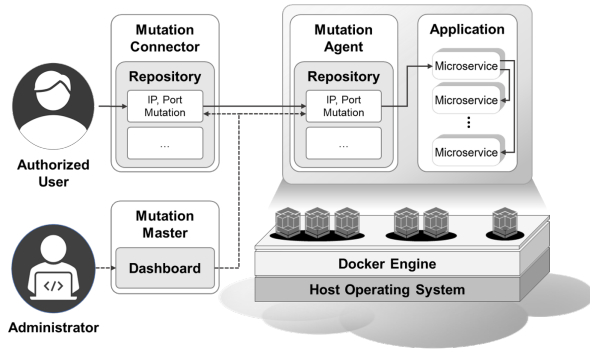 Mutation
Connector
Repository
IP, Port
Mutation
...
Authorized
User
Mutation
Agent
Repository
IP, Port
Mutation
...
Application
Microservice
Microservice
Microservice
Mutation
Master
Dashboard
</>
Administrator
Docker Engine
Host Operating System